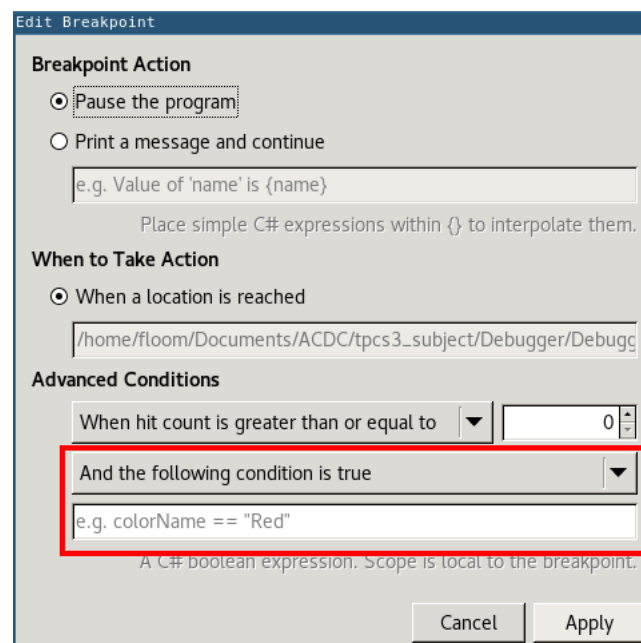 Edit Breakpoint
Breakpoint Action
Pause the program
Print a message and continue
e.g. Value of 'name' is {name}
Place simple C# expressions within {} to interpolate them.
When to Take Action
When a location is reached
/home/floom/Documents/ACDC/tpcs3_subject/Debugger/Debugg
Advanced Conditions
When hit count is greater than or equal to 0
And the following condition is true
e.g. colorName == "Red"
A C# boolean expression. Scope is local to the breakpoint.
Cancel Apply